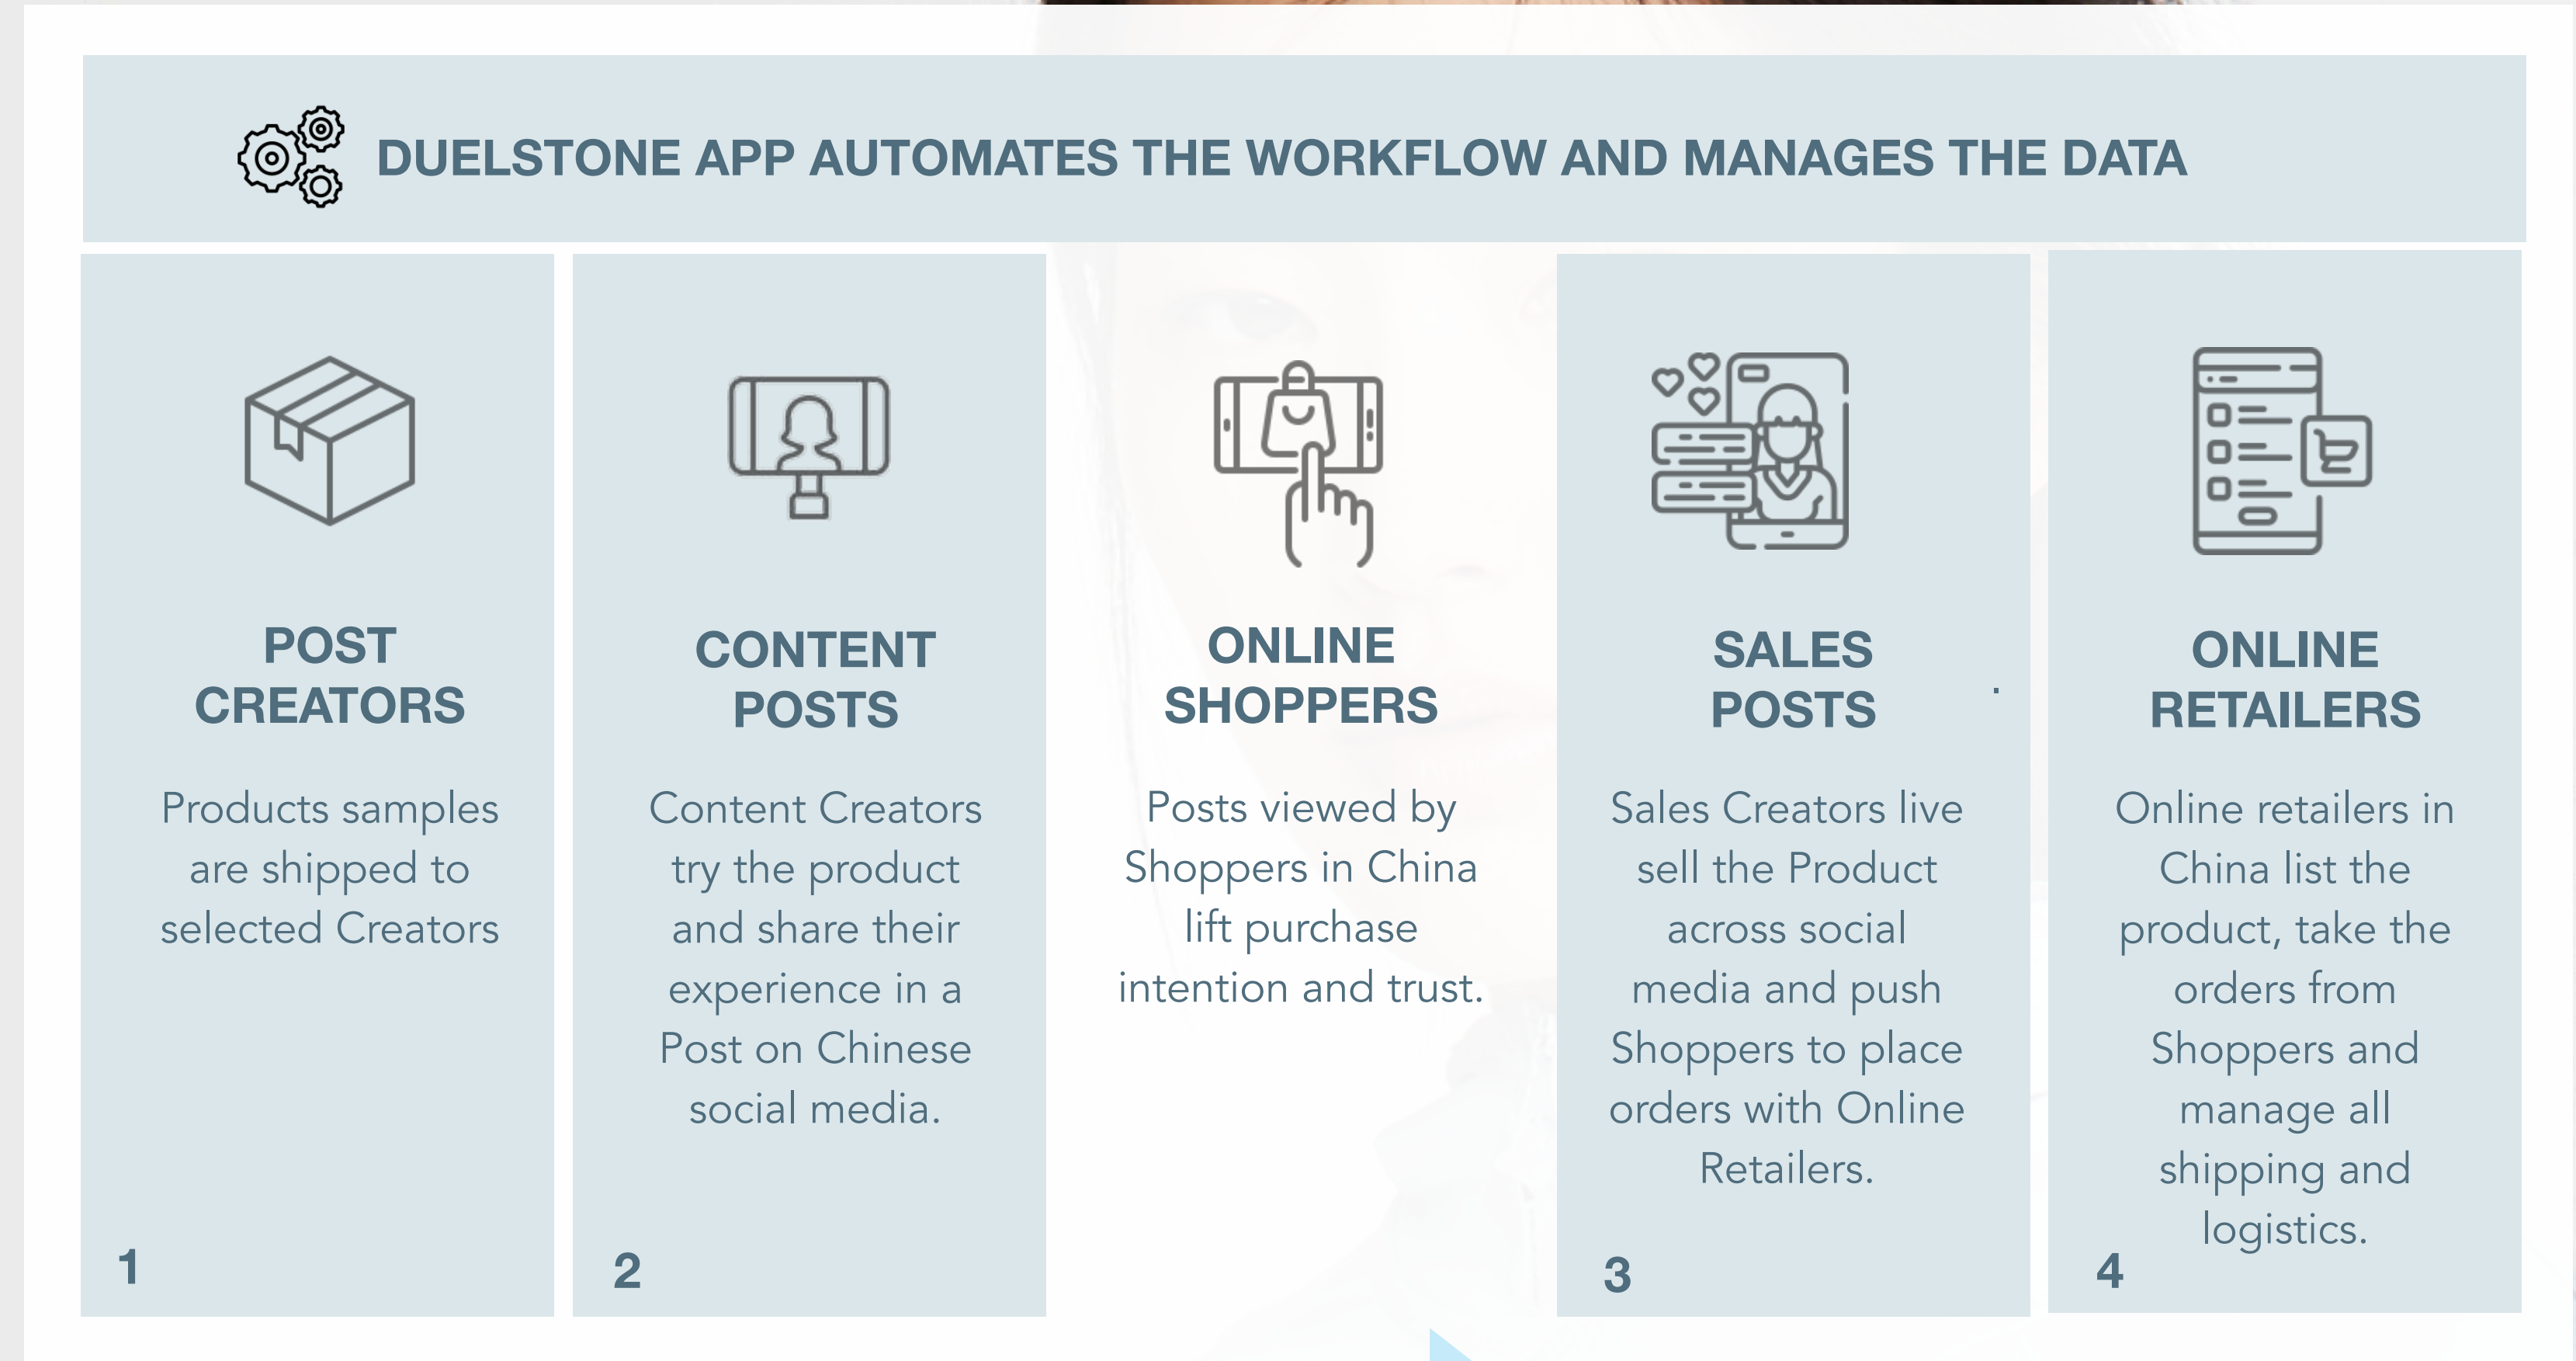 DUELSTONE APP AUTOMATES THE WORKFLOW AND MANAGES THE DATA
POST
CREATORS
Products samples
are shipped to
selected Creators
1
CONTENT
POSTS
Content Creators
try the product
and share their
experience in a
Post on Chinese
social media.
2
ONLINE
SHOPPERS
Posts viewed by
Shoppers in China
lift purchase
intention and trust.
SALES
POSTS
.
Sales Creators live
sell the Product
across social
media and push
Shoppers to place
orders with Online
Retailers.
3
ONLINE
RETAILERS
Online retailers in
China list the
product, take the
orders from
Shoppers and
manage all
shipping and
logistics.
4